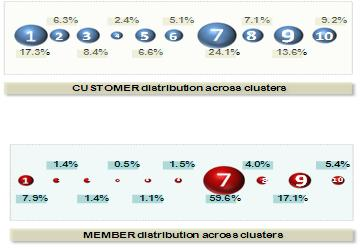 6.3% 2.4% 5.1% 7.1% 9.2%
1 2 3 4 5 6 7 8 9 10
17.3% 8.4% 6.6% 24.1% 13.6%
CUSTOMER distribution across clusters
1.4% 0.5% 1.5% 4.0% 5.4%
1 7 9 10
7.9% 1.4% 1.1% 59.6% 17.1%
MEMBER distribution across clusters